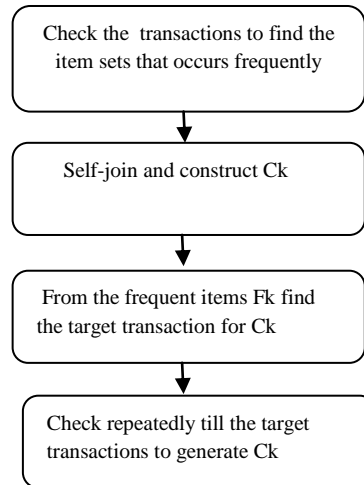 Check the transactions to find the
item sets that occurs frequently
Self-join and construct Ck
From the frequent items Fk find
the target transaction for Ck
Check repeatedly till the target
transactions to generate Ck